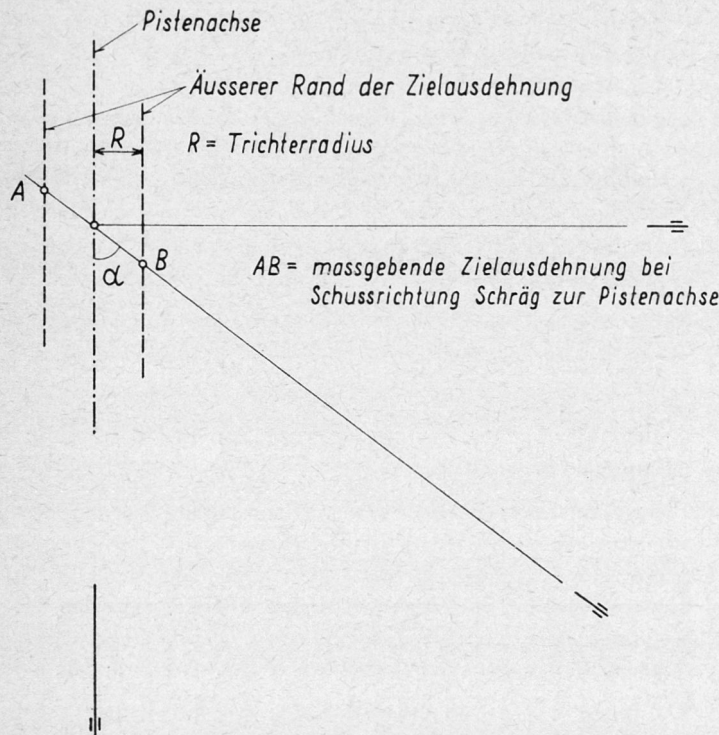 Pistenachse
Äusserer Rand der Zielausdehnung
R
R = Trichterradius
A
B
α
AB = massgebende Zielausdehnung bei
Schussrichtung Schräg zur Pistenachse